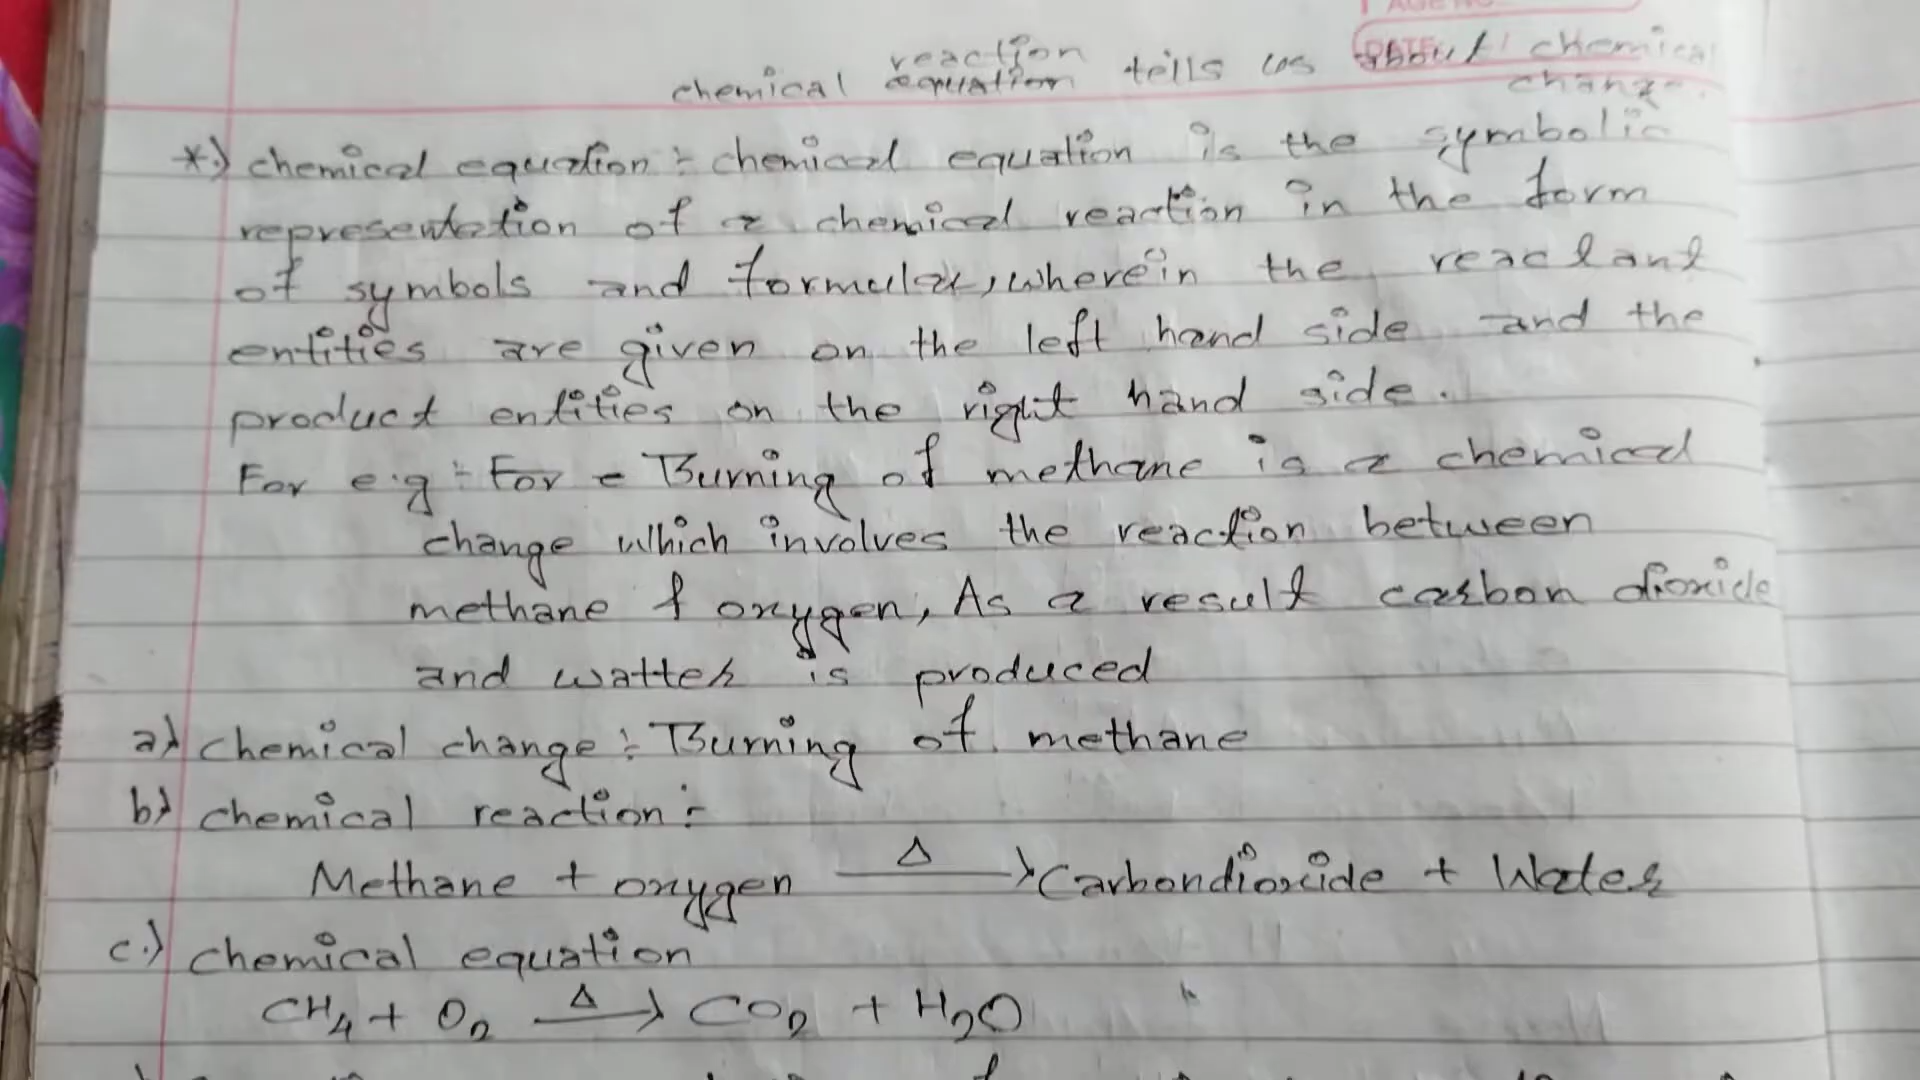 PAGE NO
reaction
chemical equation tells us about chemical
DATE
change.
*.) chemical equation :- chemical equation is the symbolic
representation of a chemical reaction in the form
of symbols and formulae, wherein the reactant
entities are given on the left hand side and the
product entities on the right hand side.
For e.g :- For e Burning of methane is a chemical
change which involves the reaction between
methane & oxygen, As a result carbon dioxide
and watter is produced
a) chemical change :- Burning of methane
b) chemical reaction :-
Methane + oxygen —Δ→ Carbondioxide + Water
c.) chemical equation
CH₄ + O₂ —Δ→ CO₂ + H₂O